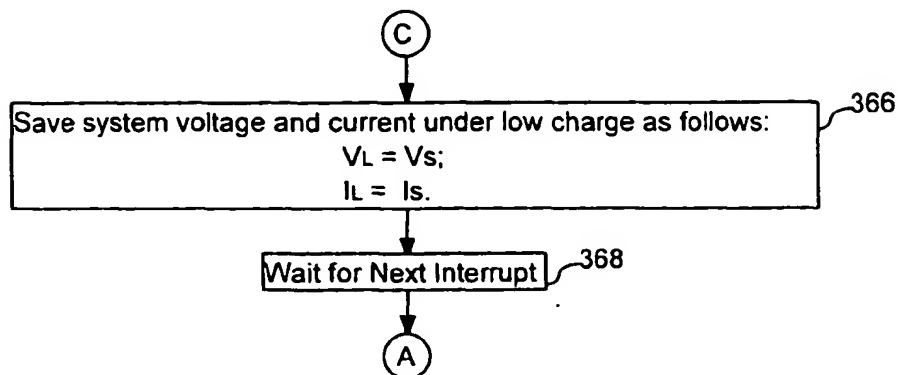 C
366
Save system voltage and current under low charge as follows:
VL = Vs;
IL = Is.
Wait for Next Interrupt
368
A